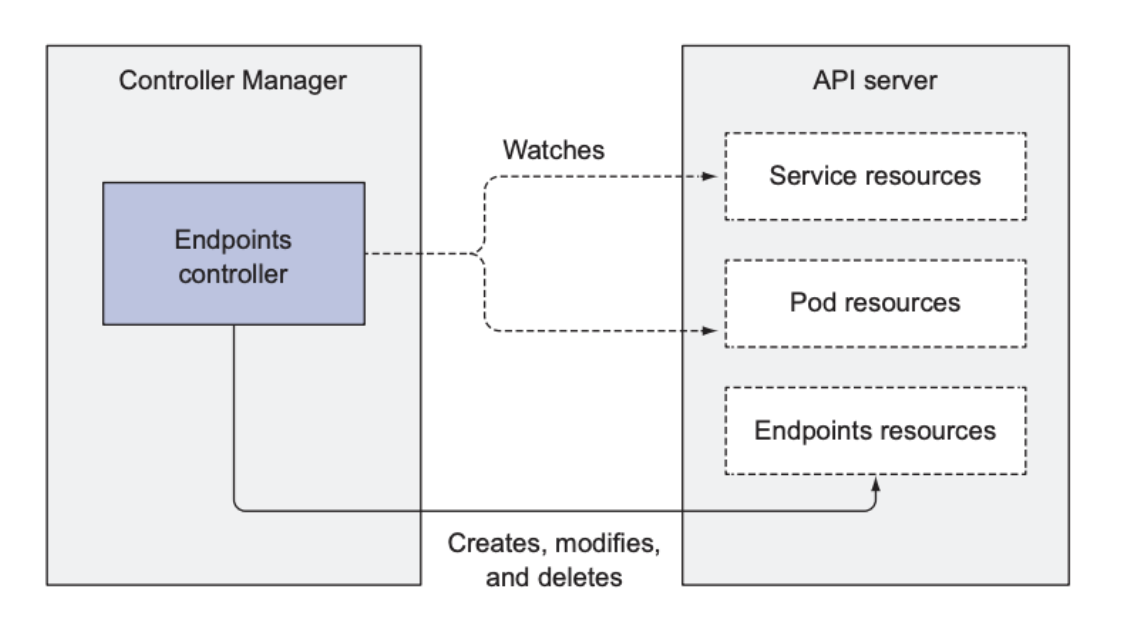 Controller Manager
API server
Watches
Service resources
Endpoints
controller
Pod resources
Endpoints resources
Creates, modifies,
and deletes